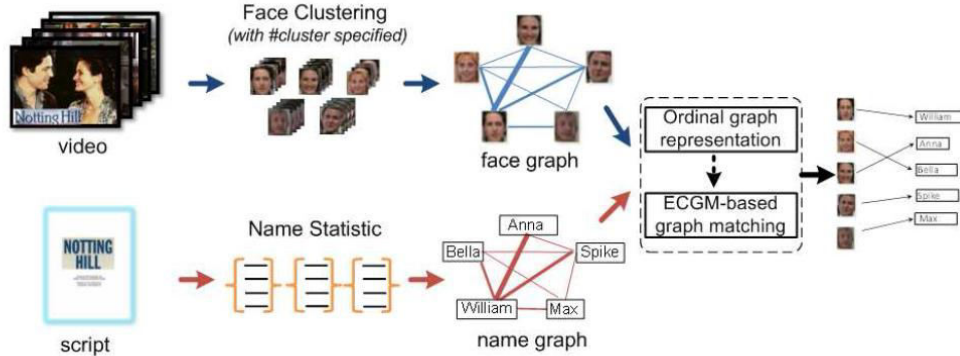 Face Clustering
(with #cluster specified)
Notting Hill
video
face graph
Ordinal graph
representation
ECGM-based
graph matching
William
Anna
Bella
Spike
Max
NOTTING
HILL
script
Name Statistic
Anna
Bella
Spike
William
Max
name graph